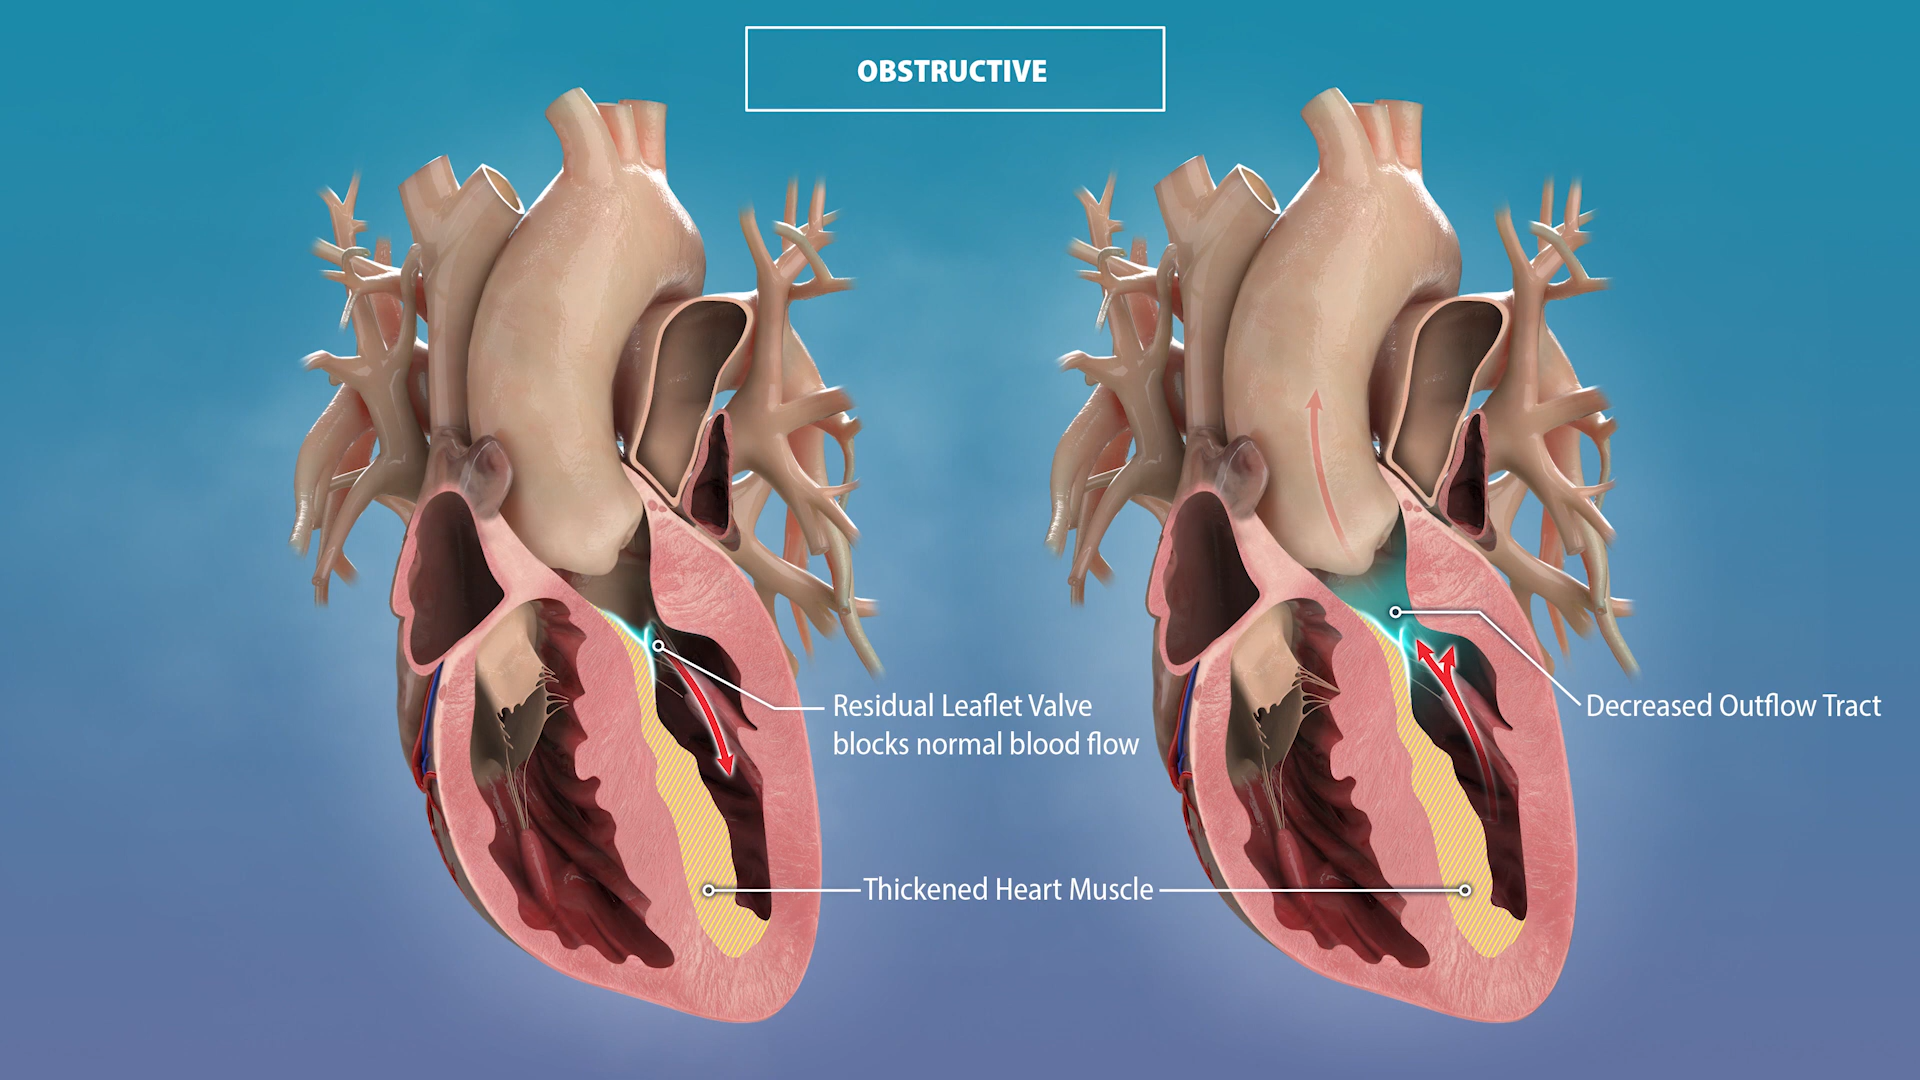 OBSTRUCTIVE
Residual Leaflet Valve
blocks normal blood flow
Decreased Outflow Tract
Thickened Heart Muscle